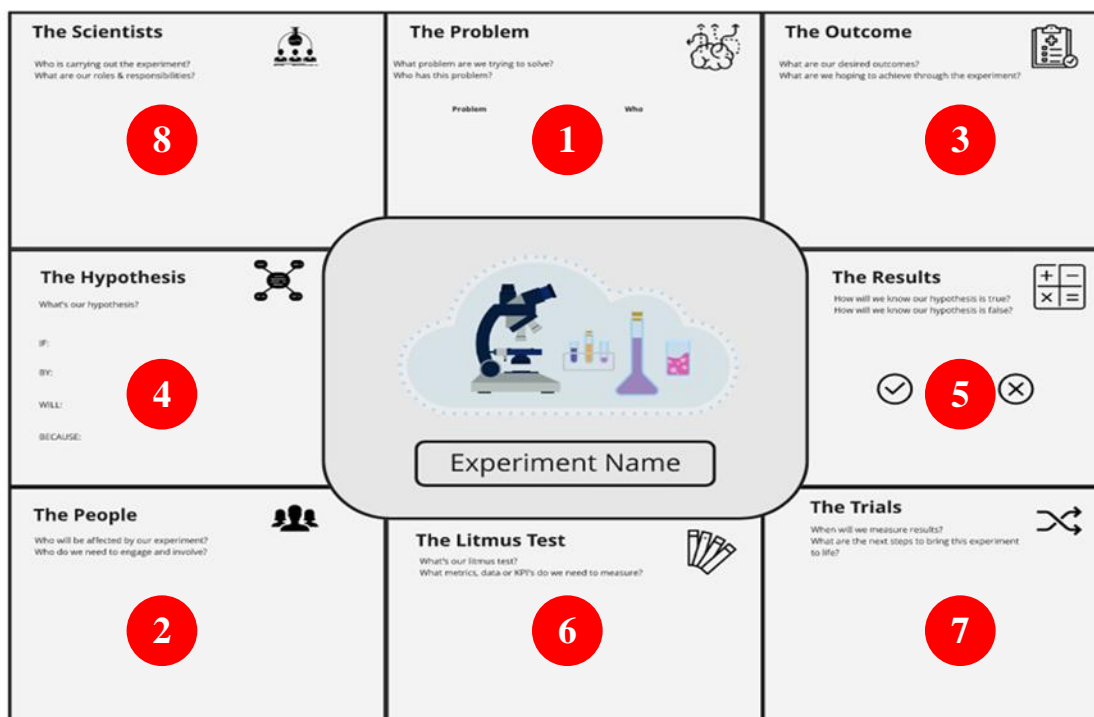 The Scientists
Who is carrying out the experiment?
What are our roles & responsibilities?
8
The Problem
What problem are we trying to solve?
Who has this problem?
Problem
Who
1
The Outcome
What are our desired outcomes?
What are we hoping to achieve through the experiment?
3
The Hypothesis
What's our hypothesis?
IF:
BY:
WILL:
BECAUSE:
4
Experiment Name
The Results
How will we know our hypothesis is true?
How will we know our hypothesis is false?
5
The People
Who will be affected by our experiment?
Who do we need to engage and involve?
2
The Litmus Test
What's our litmus test?
What metrics, data or KPI's do we need to measure?
6
The Trials
When will we measure results?
What are the next steps to bring this experiment
to life?
7